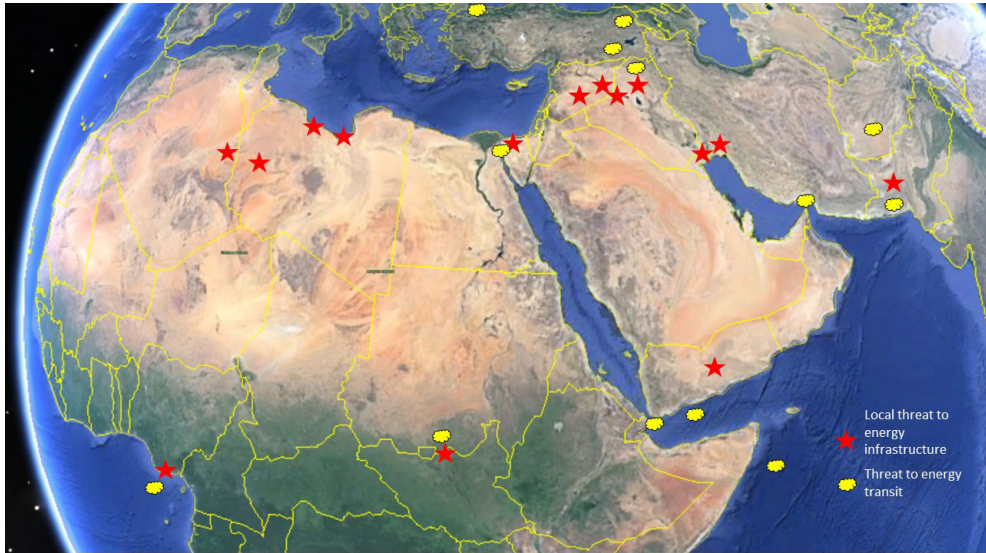 Local threat to
energy
infrastructure
Threat to energy
transit